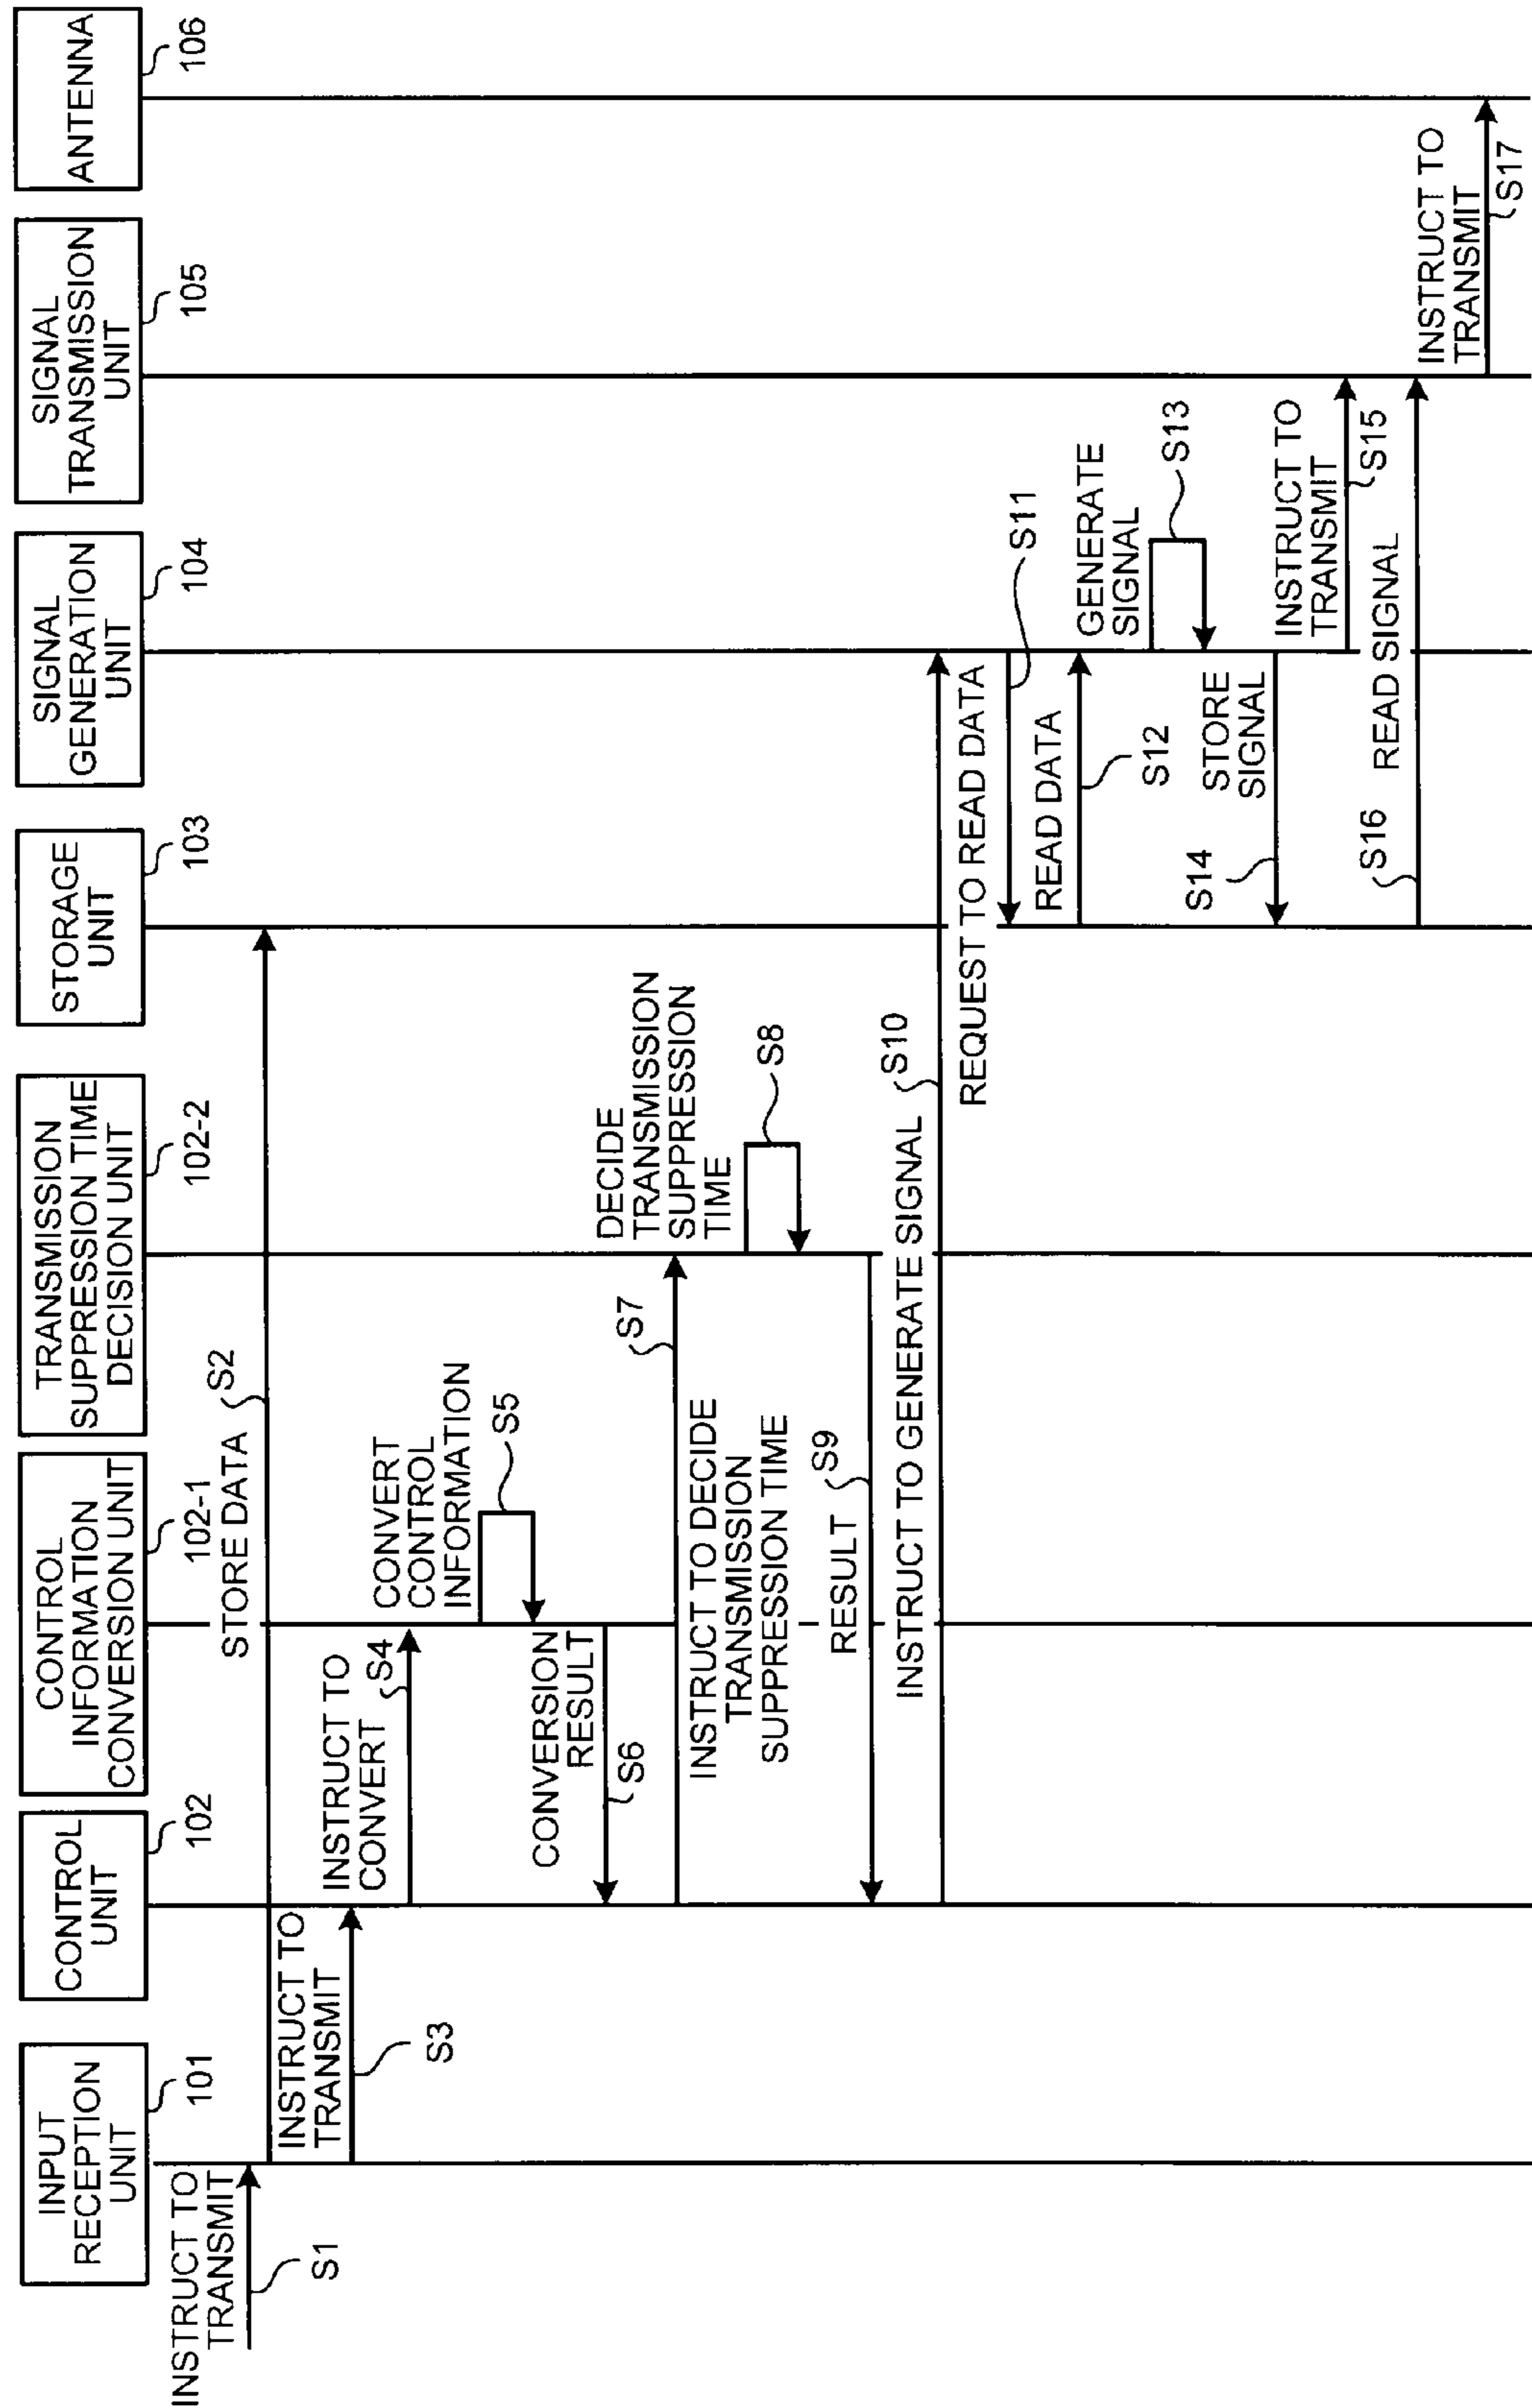 INPUT
RECEPTION
UNIT
101
CONTROL
UNIT
102
CONTROL
INFORMATION
CONVERSION UNIT
102-1
TRANSMISSION
SUPPRESSION TIME
DECISION UNIT
102-2
STORAGE
UNIT
103
SIGNAL
GENERATION
UNIT
104
SIGNAL
TRANSMISSION
UNIT
105
ANTENNA
106
INSTRUCT TO
TRANSMIT
S1
STORE DATA
S2
INSTRUCT TO
TRANSMIT
S3
INSTRUCT TO
CONVERT
S4
CONVERT
CONTROL
INFORMATION
S5
CONVERSION
RESULT
S6
INSTRUCT TO DECIDE
TRANSMISSION
SUPPRESSION TIME
S7
DECIDE
TRANSMISSION
SUPPRESSION
TIME
S8
RESULT
S9
INSTRUCT TO GENERATE SIGNAL
S10
REQUEST TO READ DATA
S11
READ DATA
S12
GENERATE
SIGNAL
S13
STORE
SIGNAL
S14
INSTRUCT TO
TRANSMIT
S15
READ SIGNAL
S16
INSTRUCT TO
TRANSMIT
S17